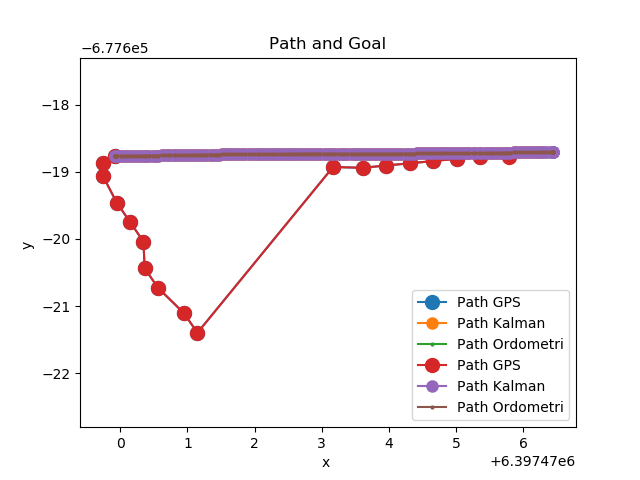 Path and Goal
−6.776e5
−18
−19
−20
−21
−22
y
0
1
2
3
4
5
6
x
+6.39747e6
Path GPS
Path Kalman
Path Ordometri
Path GPS
Path Kalman
Path Ordometri